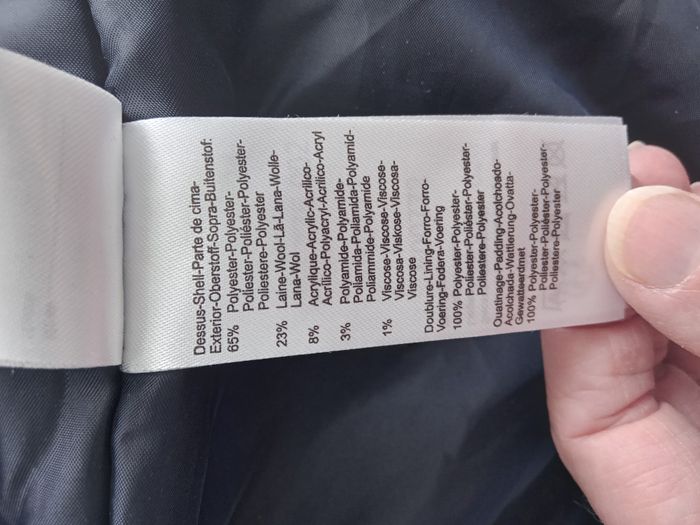 Dessus-Shell-Parte de cima-
Exterior-Oberstoff-Sopra-Buitenstof:
65% Polyester-Polyester-
Poliéster-Poliéster-Polyester-
Poliestere-Polyester
23% Laine-Wool-Lã-Lana-Wolle-
Lana-Wol
8% Acrylique-Acrylic-Acrílico-
Acrílico-Polyacryl-Acrilico-Acryl
3% Polyamide-Polyamide-
Poliamida-Poliamida-Polyamid-
Poliammide-Polyamide
1% Viscose-Viscose-Viscose-
Viscosa-Viskose-Viscosa-
Viscose
Doublure-Lining-Forro-Forro-
Voering-Fodera-Voering
100% Polyester-Polyester-
Poliéster-Poliéster-Polyester-
Poliestere-Polyester
Ouatinage-Padding-Acolchoado-
Acolchada-Wattierung-Ovatta-
Gewatteerdmet
100% Polyester-Polyester-
Poliester-Poliéster-Polyester-
Poliestere-Polyester